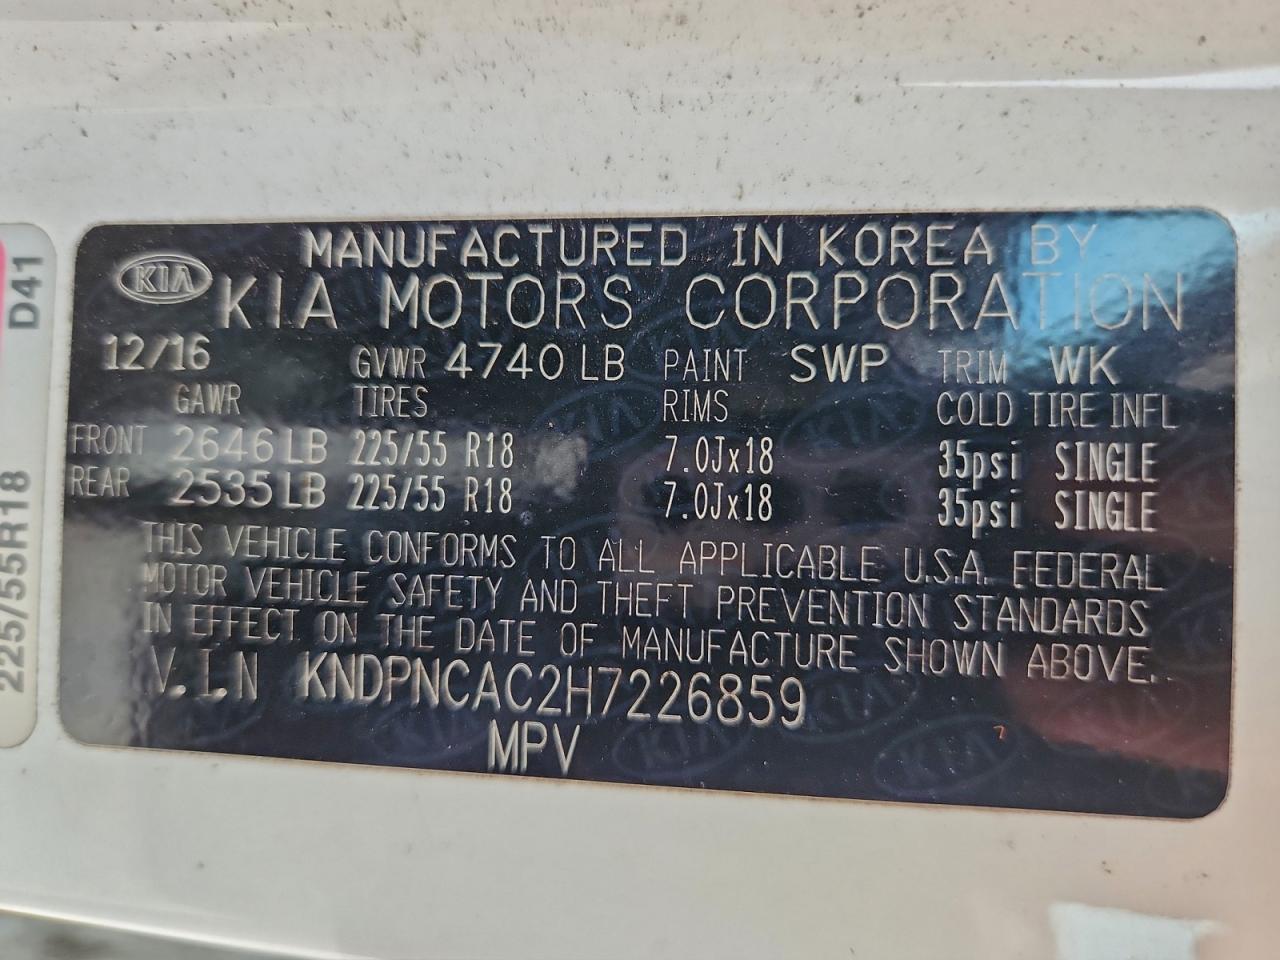 MANUFACTURED IN KOREA BY
KIA
KIA MOTORS CORPORATION
12/16 GVWR 4740 LB PAINT SWP TRIM WK
GAWR TIRES RIMS COLD TIRE INFL
FRONT 2646 LB 225/55 R18 7.0Jx18 35psi SINGLE
REAR 2535 LB 225/55 R18 7.0Jx18 35psi SINGLE
THIS VEHICLE CONFORMS TO ALL APPLICABLE U.S.A. FEDERAL
MOTOR VEHICLE SAFETY AND THEFT PREVENTION STANDARDS
IN EFFECT ON THE DATE OF MANUFACTURE SHOWN ABOVE.
V.I.N KNDPNCAC2H7226859
MPV
225/55R18 D41